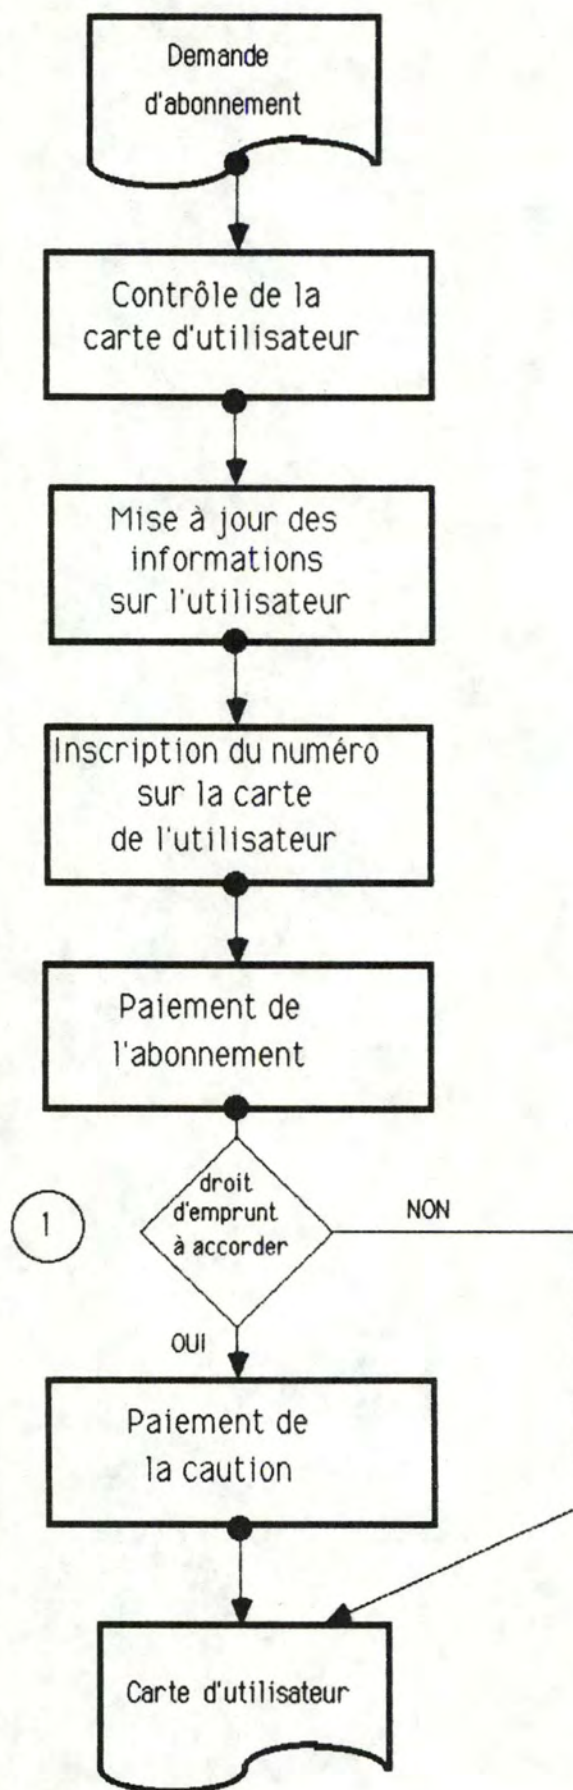 Demande
d'abonnement
Contrôle de la
carte d'utilisateur
Mise à jour des
informations
sur l'utilisateur
Inscription du numéro
sur la carte
de l'utilisateur
Paiement de
l'abonnement
1
droit
d'emprunt
à accorder
NON
OUI
Paiement de
la caution
Carte d'utilisateur